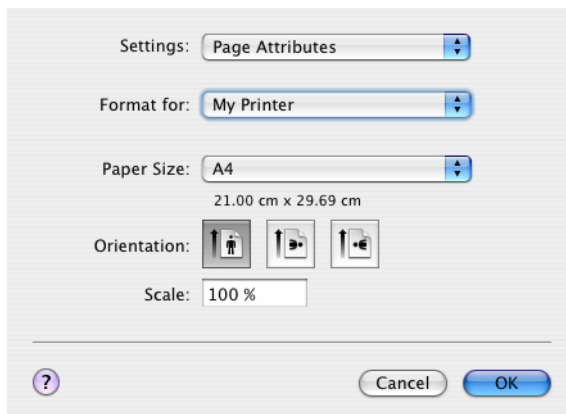 Settings: Page Attributes
Format for: My Printer
Paper Size: A4
21.00 cm x 29.69 cm
Orientation:
Scale: 100 %
? Cancel OK